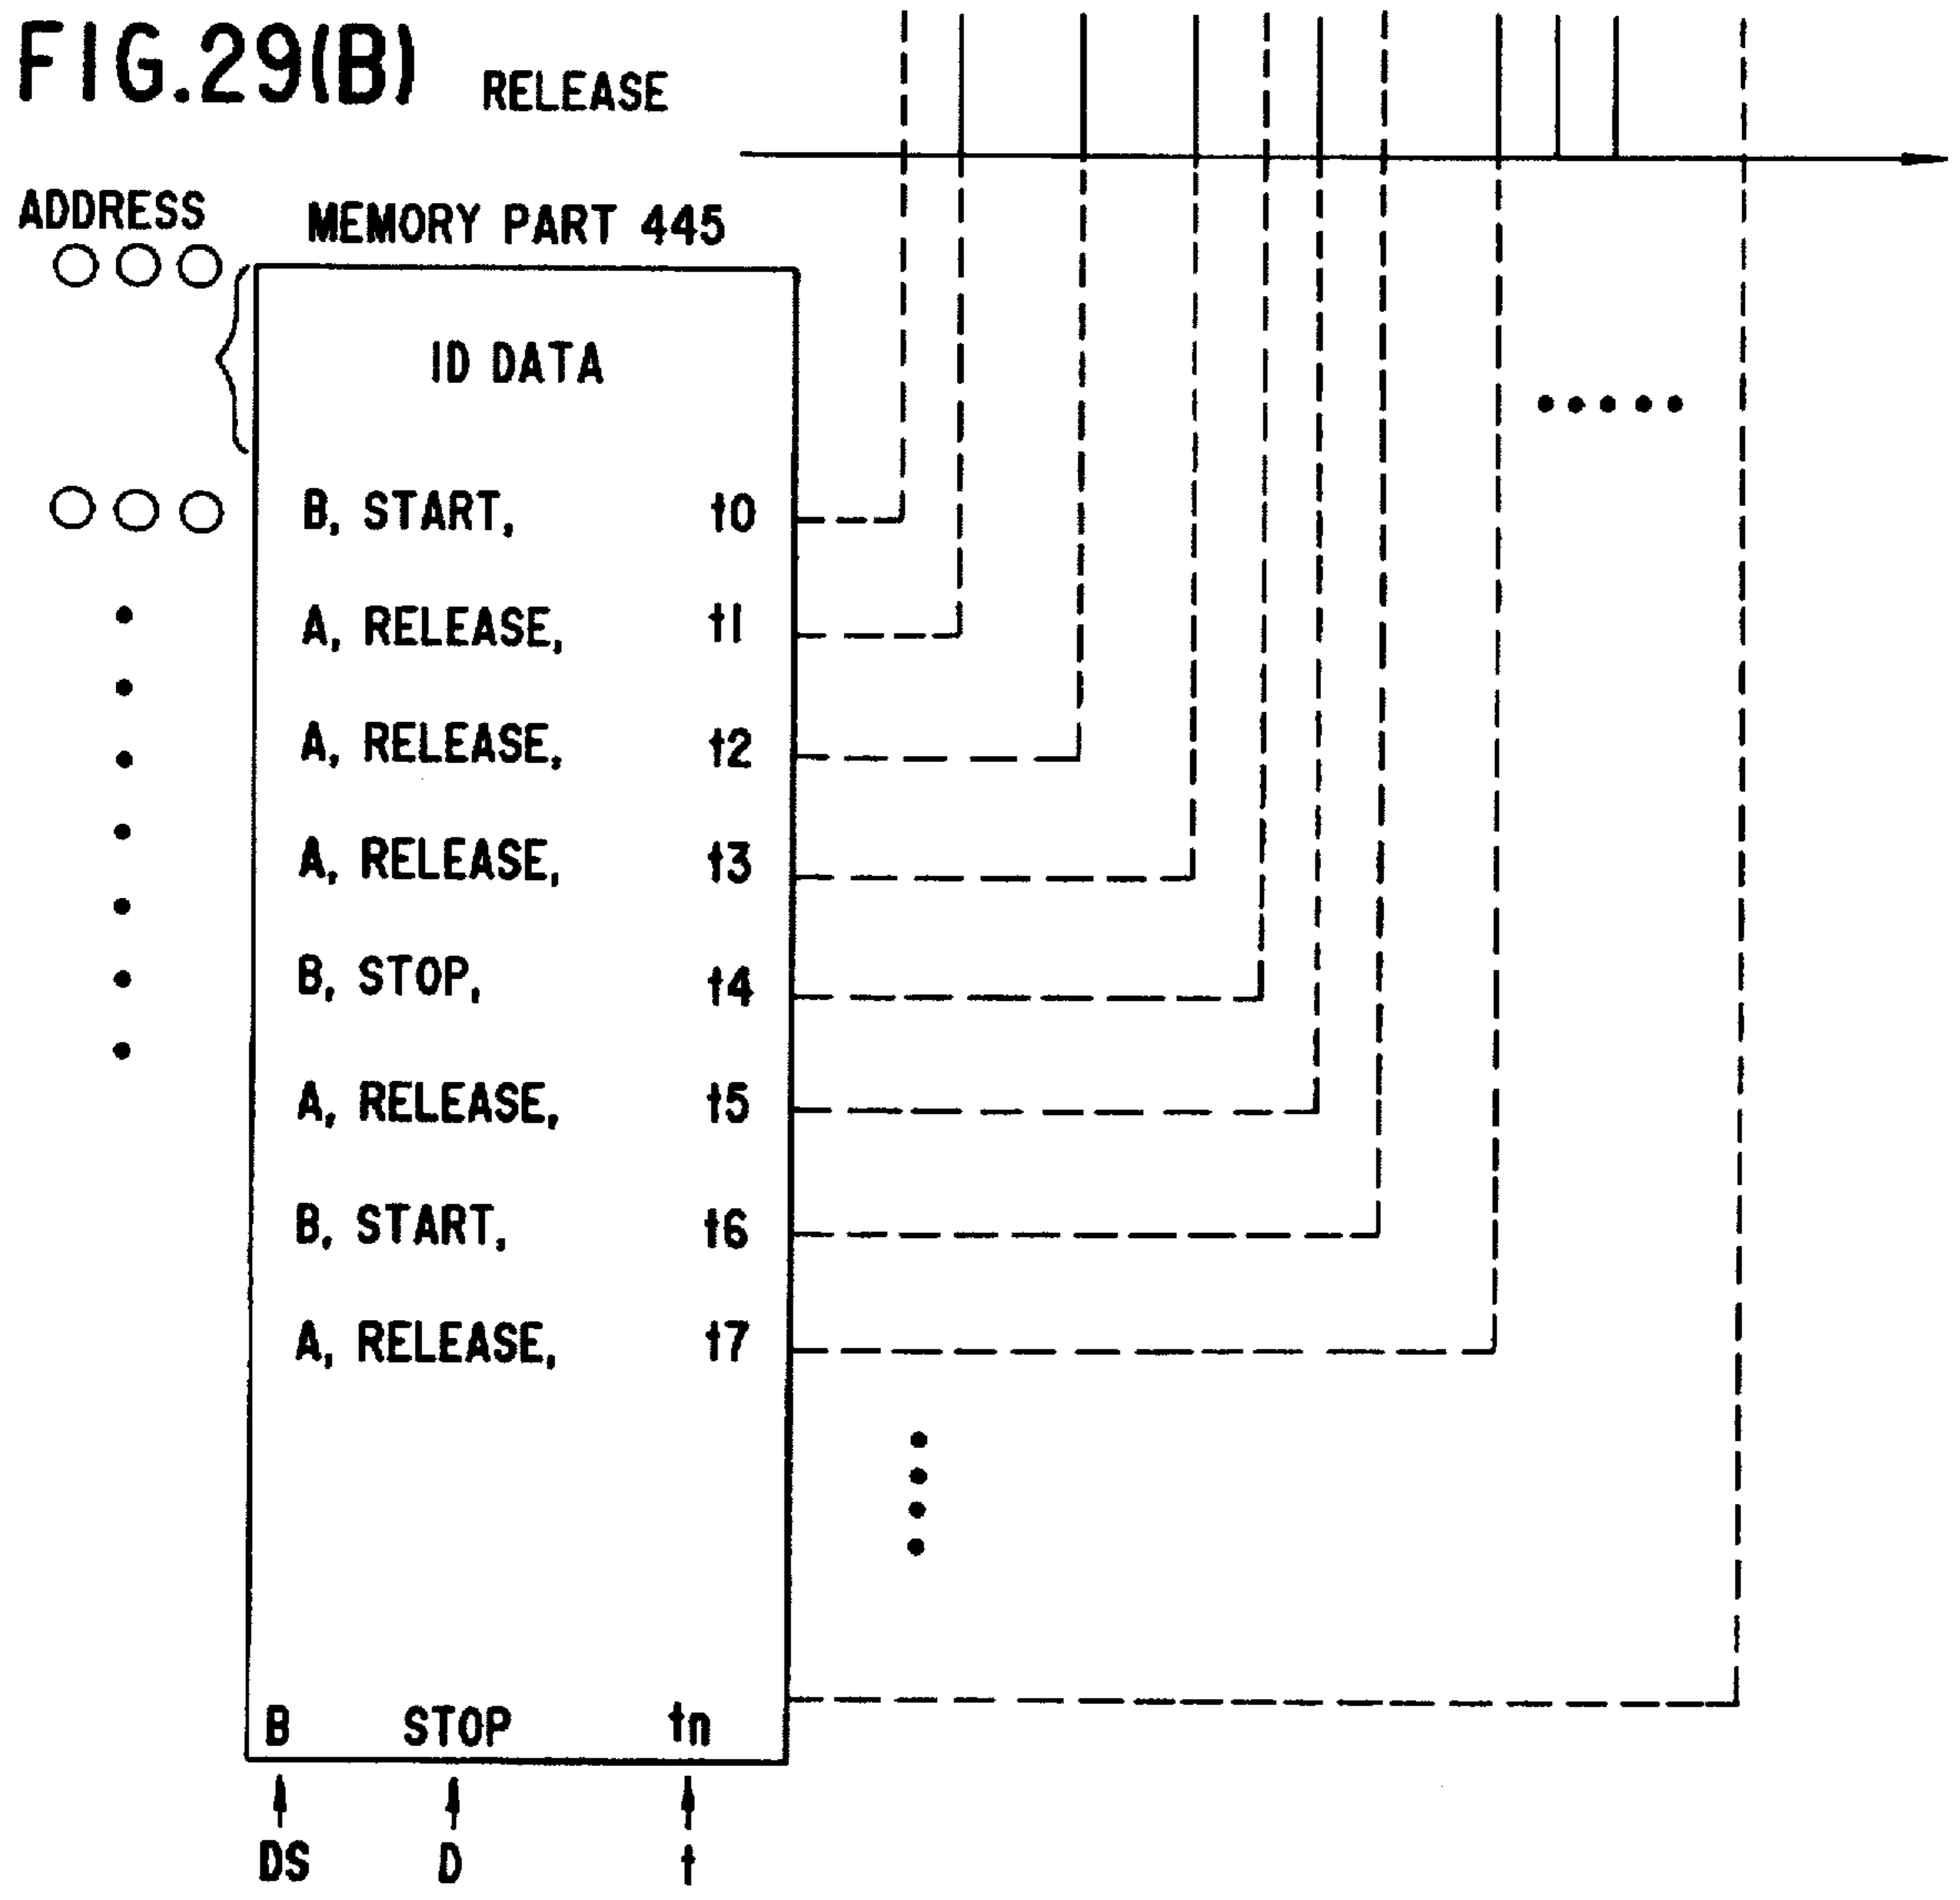 FIG.29(B)
RELEASE
ADDRESS
MEMORY PART 445
○○○
ID DATA
○○○ B, START, t0
A, RELEASE, t1
A, RELEASE, t2
A, RELEASE, t3
B, STOP, t4
A, RELEASE, t5
B, START, t6
A, RELEASE, t7
B STOP tn
DS D t